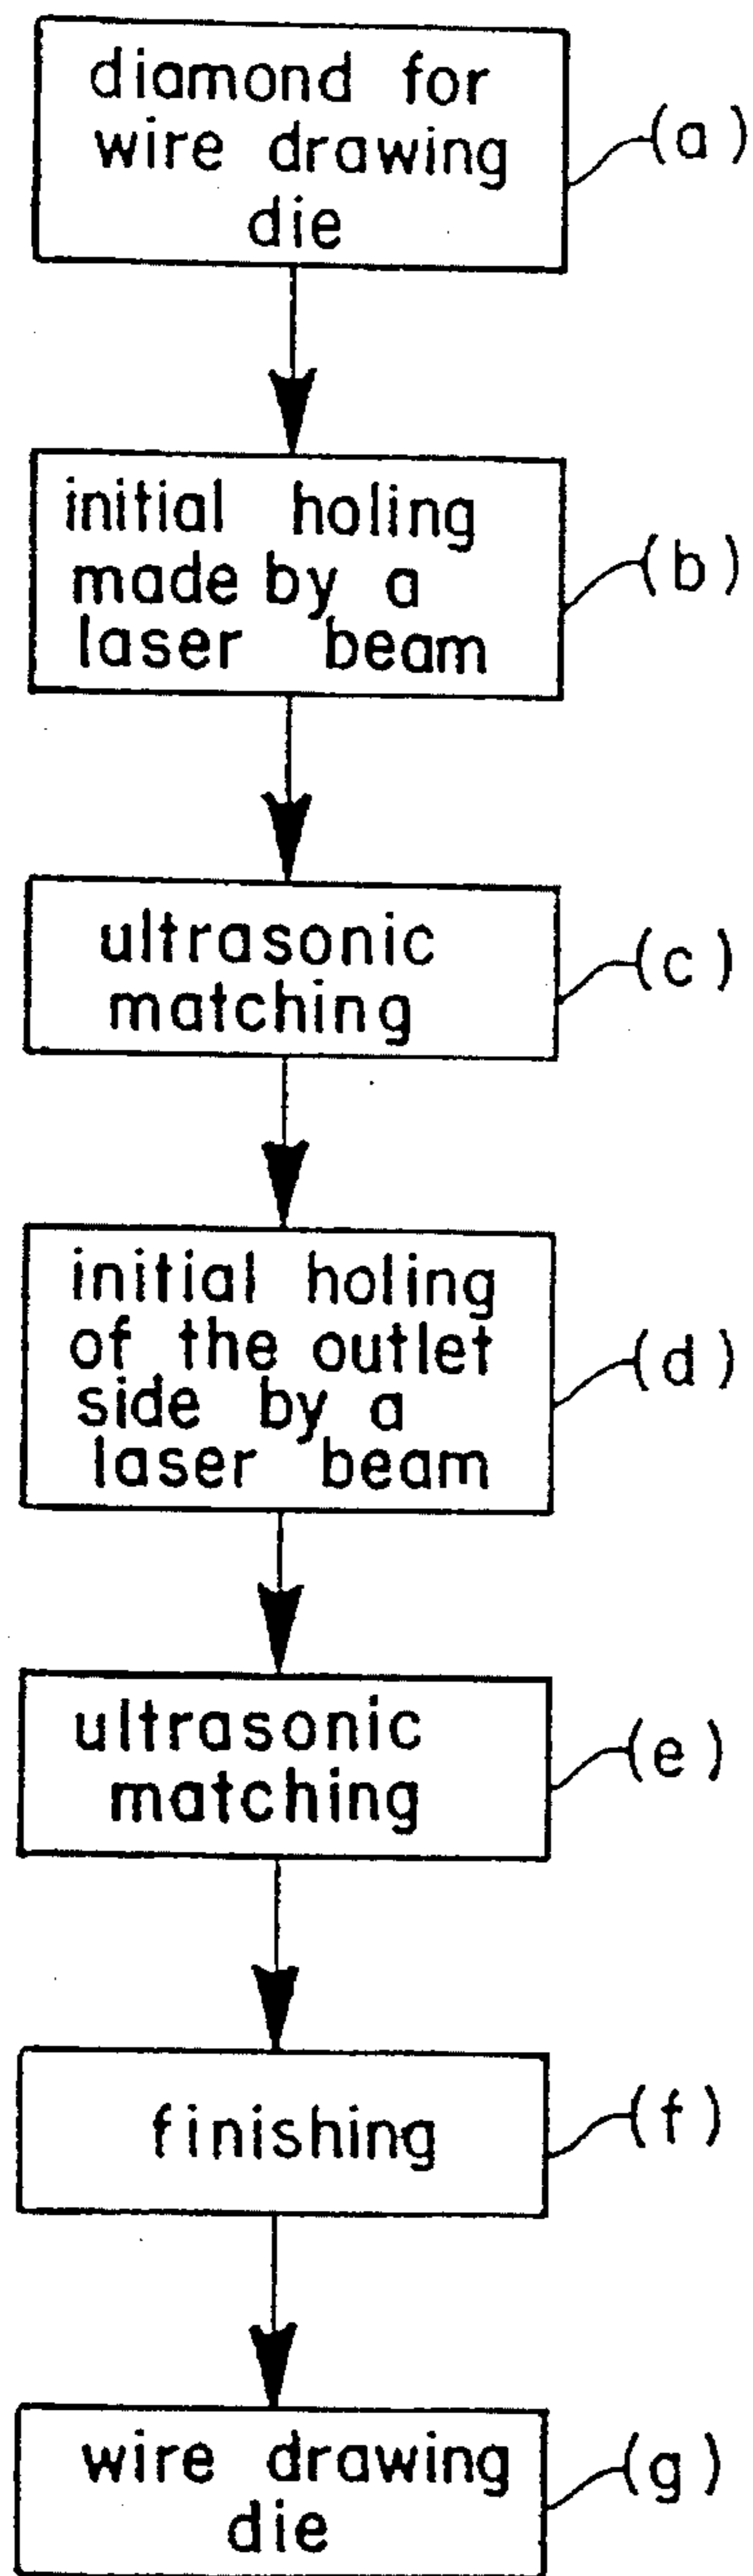 diamond for
wire drawing
die
(a)
initial holing
made by a
laser beam
(b)
ultrasonic
matching
(c)
initial holing
of the outlet
side by a
laser beam
(d)
ultrasonic
matching
(e)
finishing
(f)
wire drawing
die
(g)